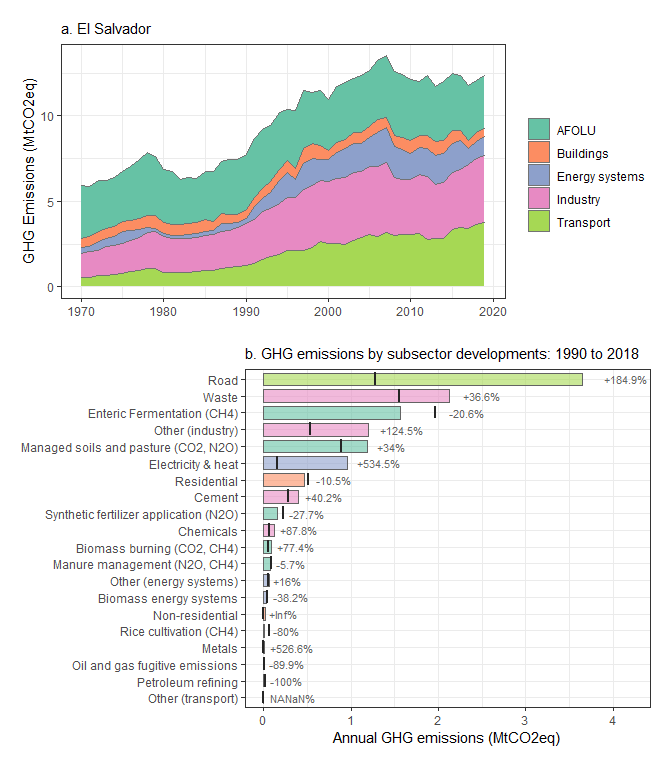 a. El Salvador
GHG Emissions (MtCO2eq)
10
5
0
1970
1980
1990
2000
2010
2020
AFOLU
Buildings
Energy systems
Industry
Transport
b. GHG emissions by subsector developments: 1990 to 2018
Road +184.9%
Waste +36.6%
Enteric Fermentation (CH4) -20.6%
Other (industry) +124.5%
Managed soils and pasture (CO2, N2O) +34%
Electricity & heat +534.5%
Residential -10.5%
Cement +40.2%
Synthetic fertilizer application (N2O) -27.7%
Chemicals +87.8%
Biomass burning (CO2, CH4) +77.4%
Manure management (N2O, CH4) -5.7%
Other (energy systems) +16%
Biomass energy systems -38.2%
Non-residential +Inf%
Rice cultivation (CH4) -80%
Metals +526.6%
Oil and gas fugitive emissions -89.9%
Petroleum refining -100%
Other (transport) NANaN%
0 1 2 3 4
Annual GHG emissions (MtCO2eq)